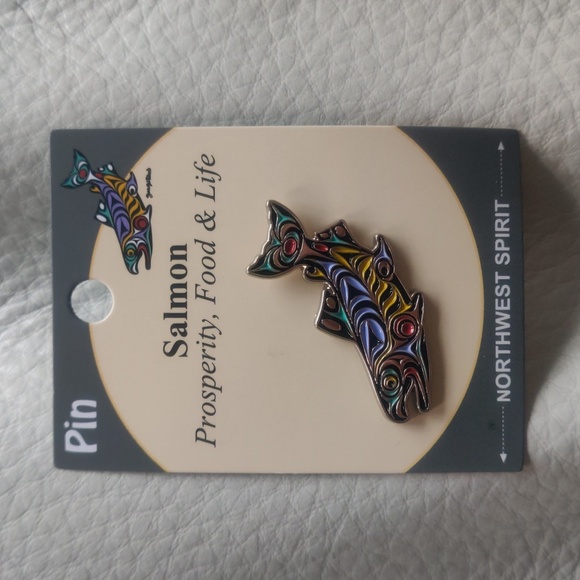 Pin
Salmon
Prosperity, Food & Life
NORTHWEST SPIRIT